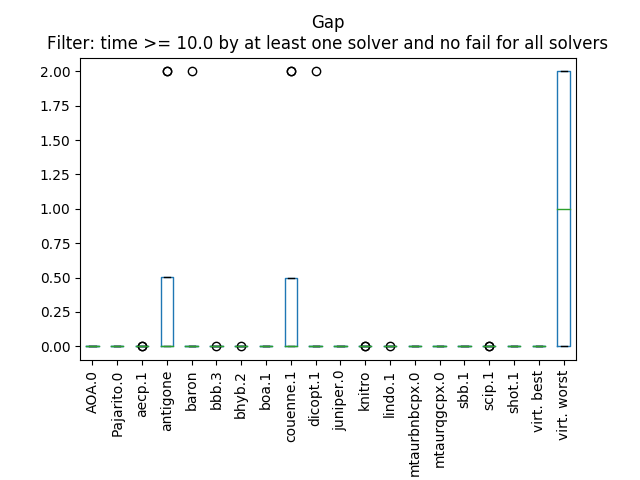 Gap
Filter: time >= 10.0 by at least one solver and no fail for all solvers
2.00
1.75
1.50
1.25
1.00
0.75
0.50
0.25
0.00
AOA.0
Pajarito.0
aecp.1
antigone
baron
bbb.3
bhyb.2
boa.1
couenne.1
dicopt.1
juniper.0
knitro
lindo.1
mtaurbnbcpx.0
mtaurqgcpx.0
sbb.1
scip.1
shot.1
virt. best
virt. worst